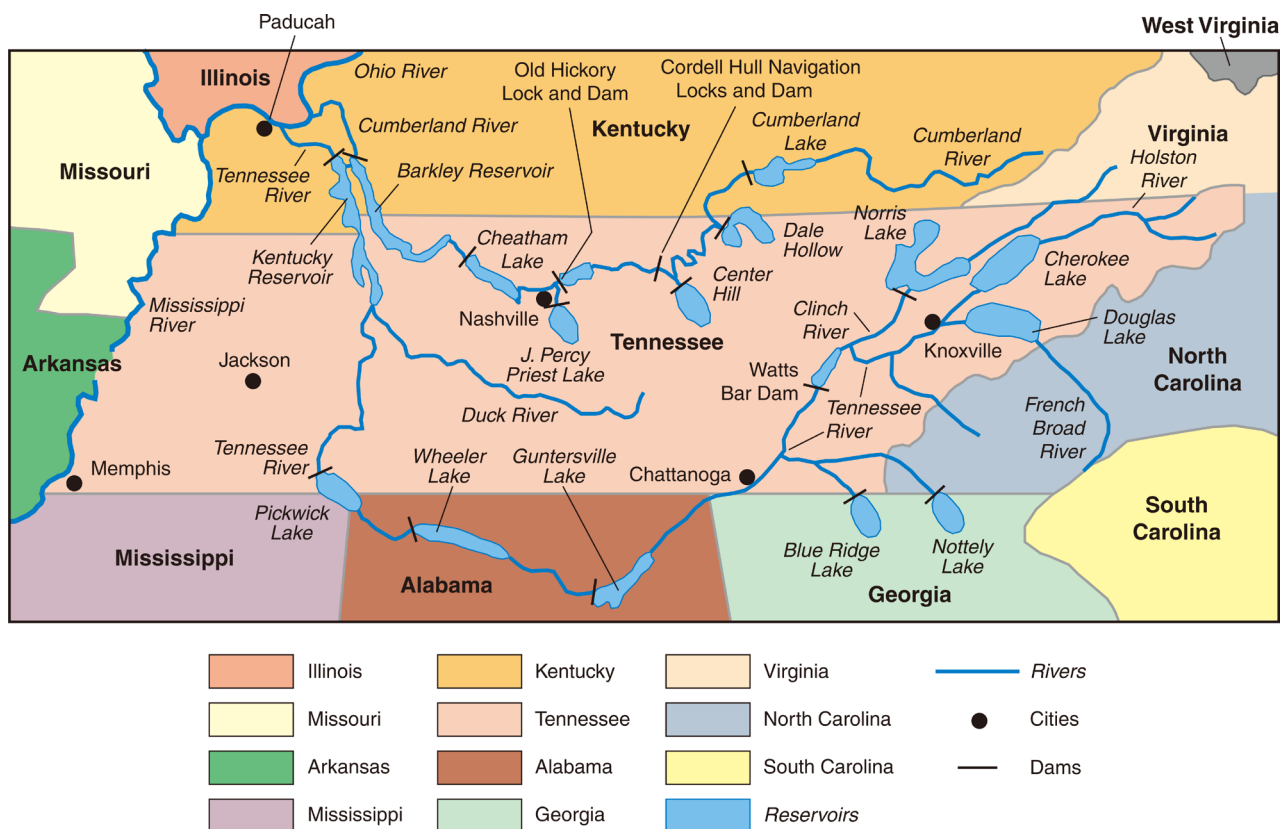 Paducah
West Virginia
Illinois
Ohio River
Old Hickory
Lock and Dam
Cordell Hull Navigation
Locks and Dam
Cumberland River
Kentucky
Cumberland
Lake
Cumberland
River
Virginia
Missouri
Tennessee
River
Barkley Reservoir
Holston
River
Kentucky
Reservoir
Cheatham
Lake
Dale
Hollow
Norris
Lake
Cherokee
Lake
Center
Hill
Mississippi
River
Nashville
Clinch
River
Tennessee
Douglas
Lake
Arkansas
Jackson
J. Percy
Priest Lake
Knoxville
North
Carolina
Watts
Bar Dam
Duck River
Tennessee
River
French
Broad
River
Memphis
Tennessee
River
Wheeler
Lake
Guntersville
Lake
Chattanoga
Pickwick
Lake
South
Carolina
Mississippi
Alabama
Blue Ridge
Lake
Nottely
Lake
Georgia
Illinois
Kentucky
Virginia
Rivers
Missouri
Tennessee
North Carolina
Cities
Arkansas
Alabama
South Carolina
Dams
Mississippi
Georgia
Reservoirs